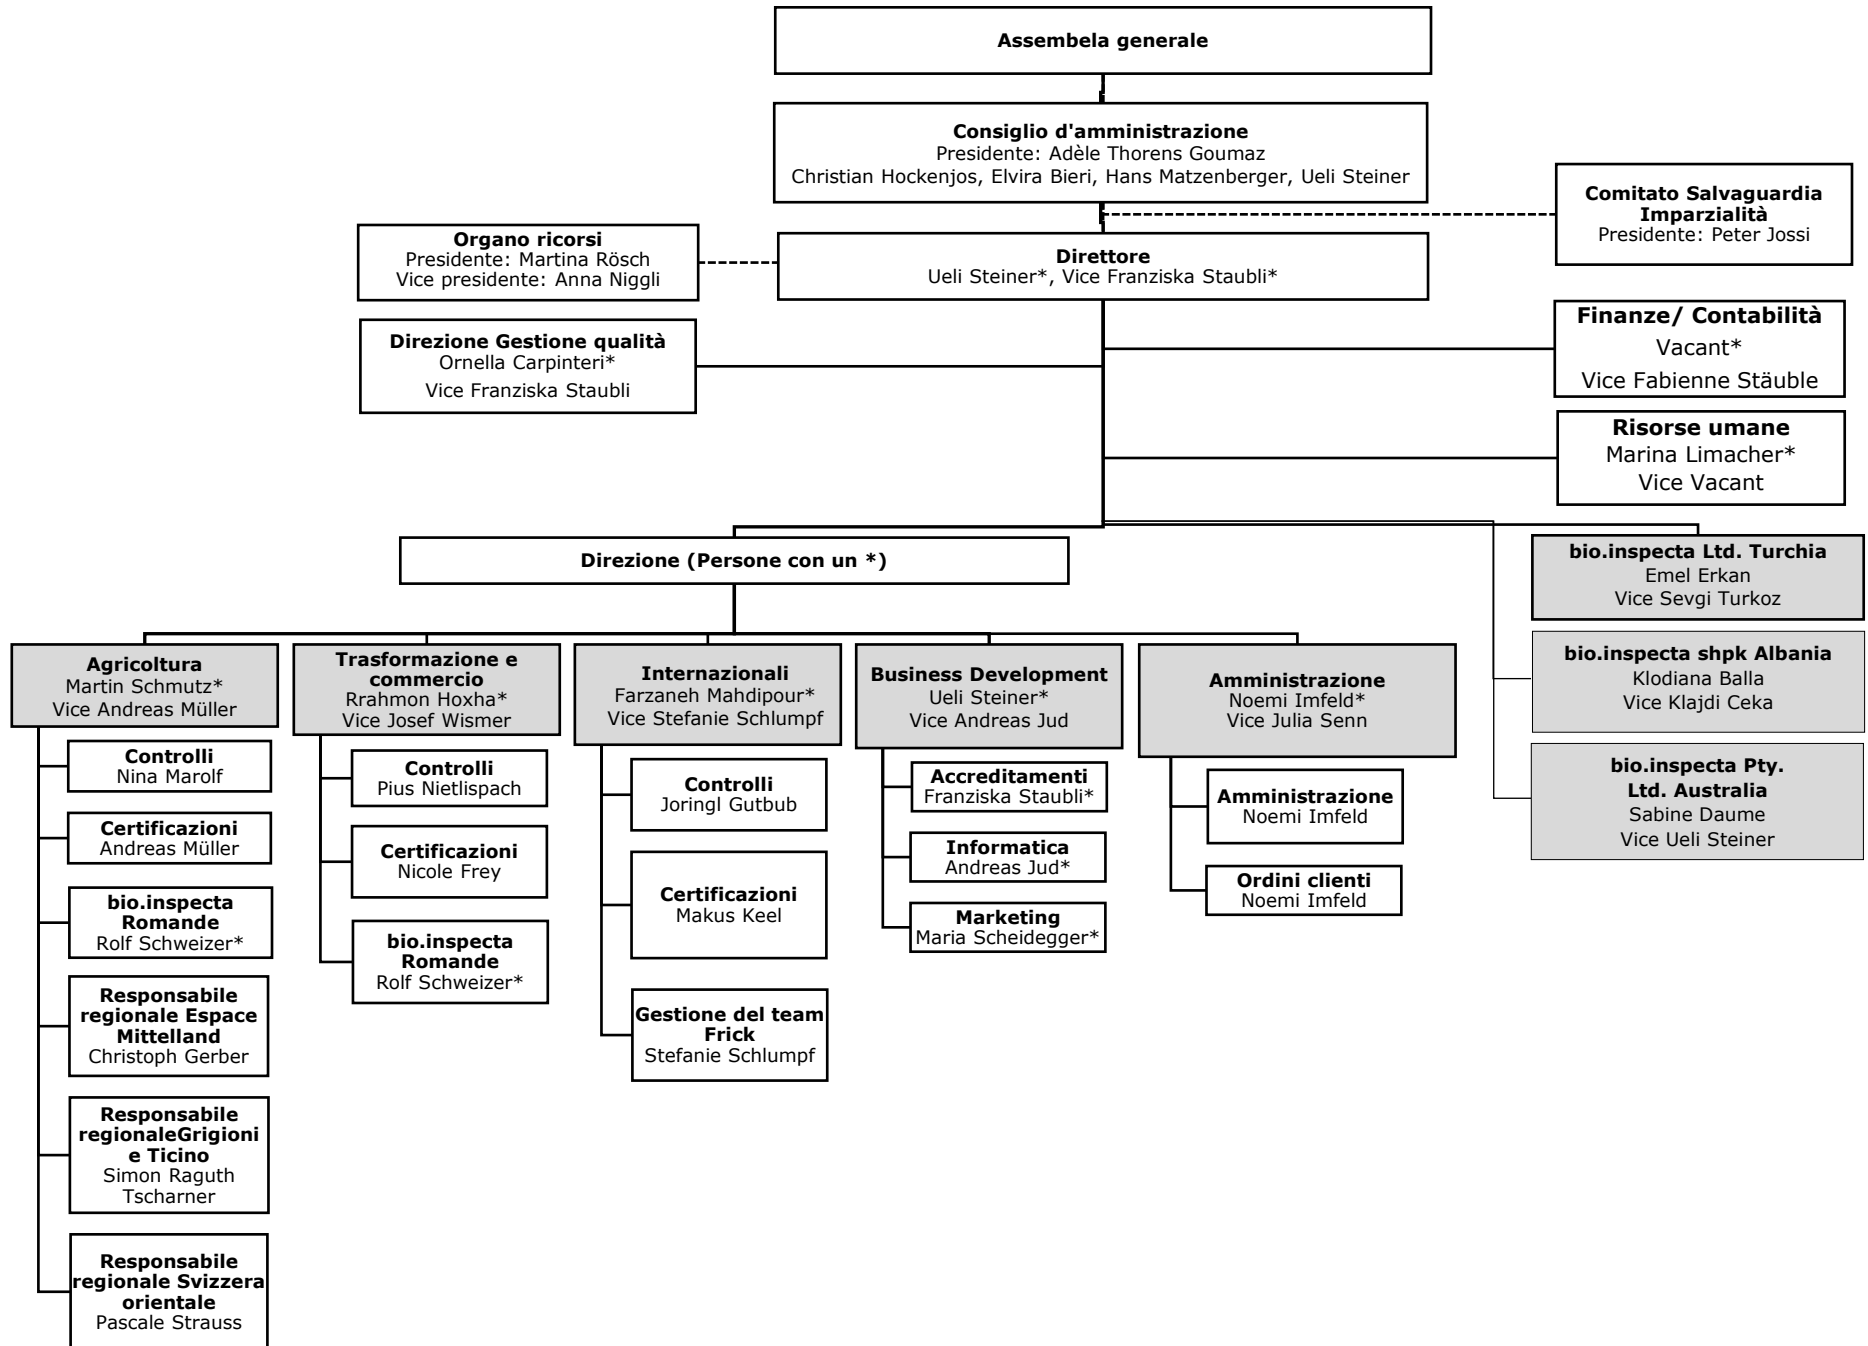 Assembela generale
Consiglio d'amministrazione
Presidente: Adèle Thorens Goumaz
Christian Hockenjos, Elvira Bieri, Hans Matzenberger, Ueli Steiner
Comitato Salvaguardia
Imparzialità
Presidente: Peter Jossi
Organo ricorsi
Presidente: Martina Rösch
Vice presidente: Anna Niggli
Direttore
Ueli Steiner*, Vice Franziska Staubli*
Direzione Gestione qualità
Ornella Carpinteri*
Vice Franziska Staubli
Finanze/ Contabilità
Vacant*
Vice Fabienne Stäuble
Risorse umane
Marina Limacher*
Vice Vacant
Direzione (Persone con un *)
bio.inspecta Ltd. Turchia
Emel Erkan
Vice Sevgi Turkoz
bio.inspecta shpk Albania
Klodiana Balla
Vice Klajdi Ceka
bio.inspecta Pty.
Ltd. Australia
Sabine Daume
Vice Ueli Steiner
Agricoltura
Martin Schmutz*
Vice Andreas Müller
Controlli
Nina Marolf
Certificazioni
Andreas Müller
bio.inspecta
Romande
Rolf Schweizer*
Responsabile
regionale Espace
Mittelland
Christoph Gerber
Responsabile
regionaleGrigioni
e Ticino
Simon Raguth
Tscharner
Responsabile
regionale Svizzera
orientale
Pascale Strauss
Trasformazione e
commercio
Rrahmon Hoxha*
Vice Josef Wismer
Controlli
Pius Nietlispach
Certificazioni
Nicole Frey
bio.inspecta
Romande
Rolf Schweizer*
Internazionali
Farzaneh Mahdipour*
Vice Stefanie Schlumpf
Controlli
Joringl Gutbub
Certificazioni
Makus Keel
Gestione del team
Frick
Stefanie Schlumpf
Business Development
Ueli Steiner*
Vice Andreas Jud
Accreditamenti
Franziska Staubli*
Informatica
Andreas Jud*
Marketing
Maria Scheidegger*
Amministrazione
Noemi Imfeld*
Vice Julia Senn
Amministrazione
Noemi Imfeld
Ordini clienti
Noemi Imfeld